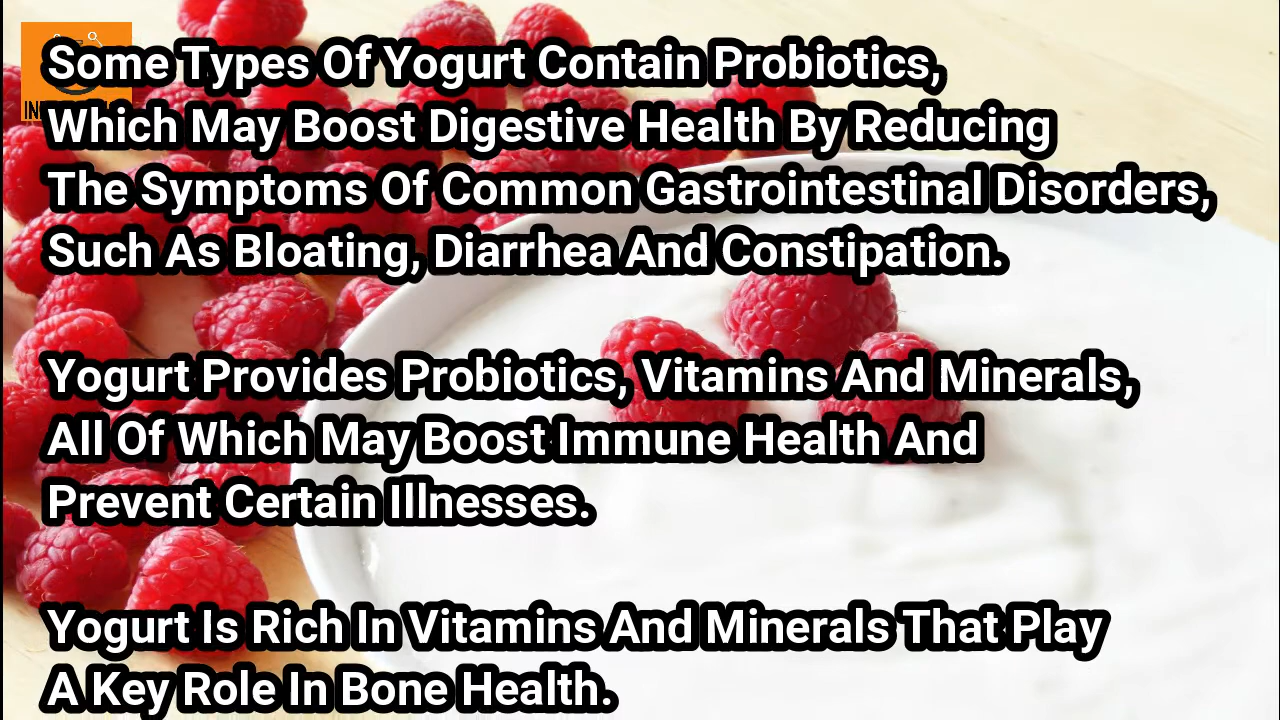 Some Types Of Yogurt Contain Probiotics,
Which May Boost Digestive Health By Reducing
The Symptoms Of Common Gastrointestinal Disorders,
Such As Bloating, Diarrhea And Constipation.
Yogurt Provides Probiotics, Vitamins And Minerals,
All Of Which May Boost Immune Health And
Prevent Certain Illnesses.
Yogurt Is Rich In Vitamins And Minerals That Play
A Key Role In Bone Health.